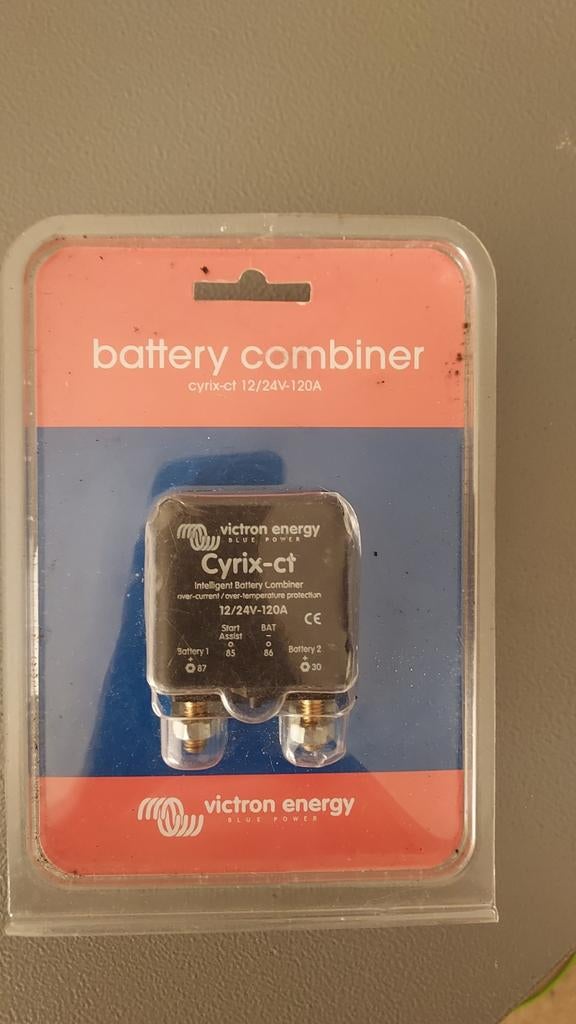 battery combiner
cyrix-ct 12/24V-120A
victron energy
BLUE POWER
Cyrix-ct
Intelligent Battery Combiner
over-current / over-temperature protection
12/24V-120A
CE
Start Assist
85
BAT
-
86
Battery 1
+
87
Battery 2
+
30
victron energy
BLUE POWER